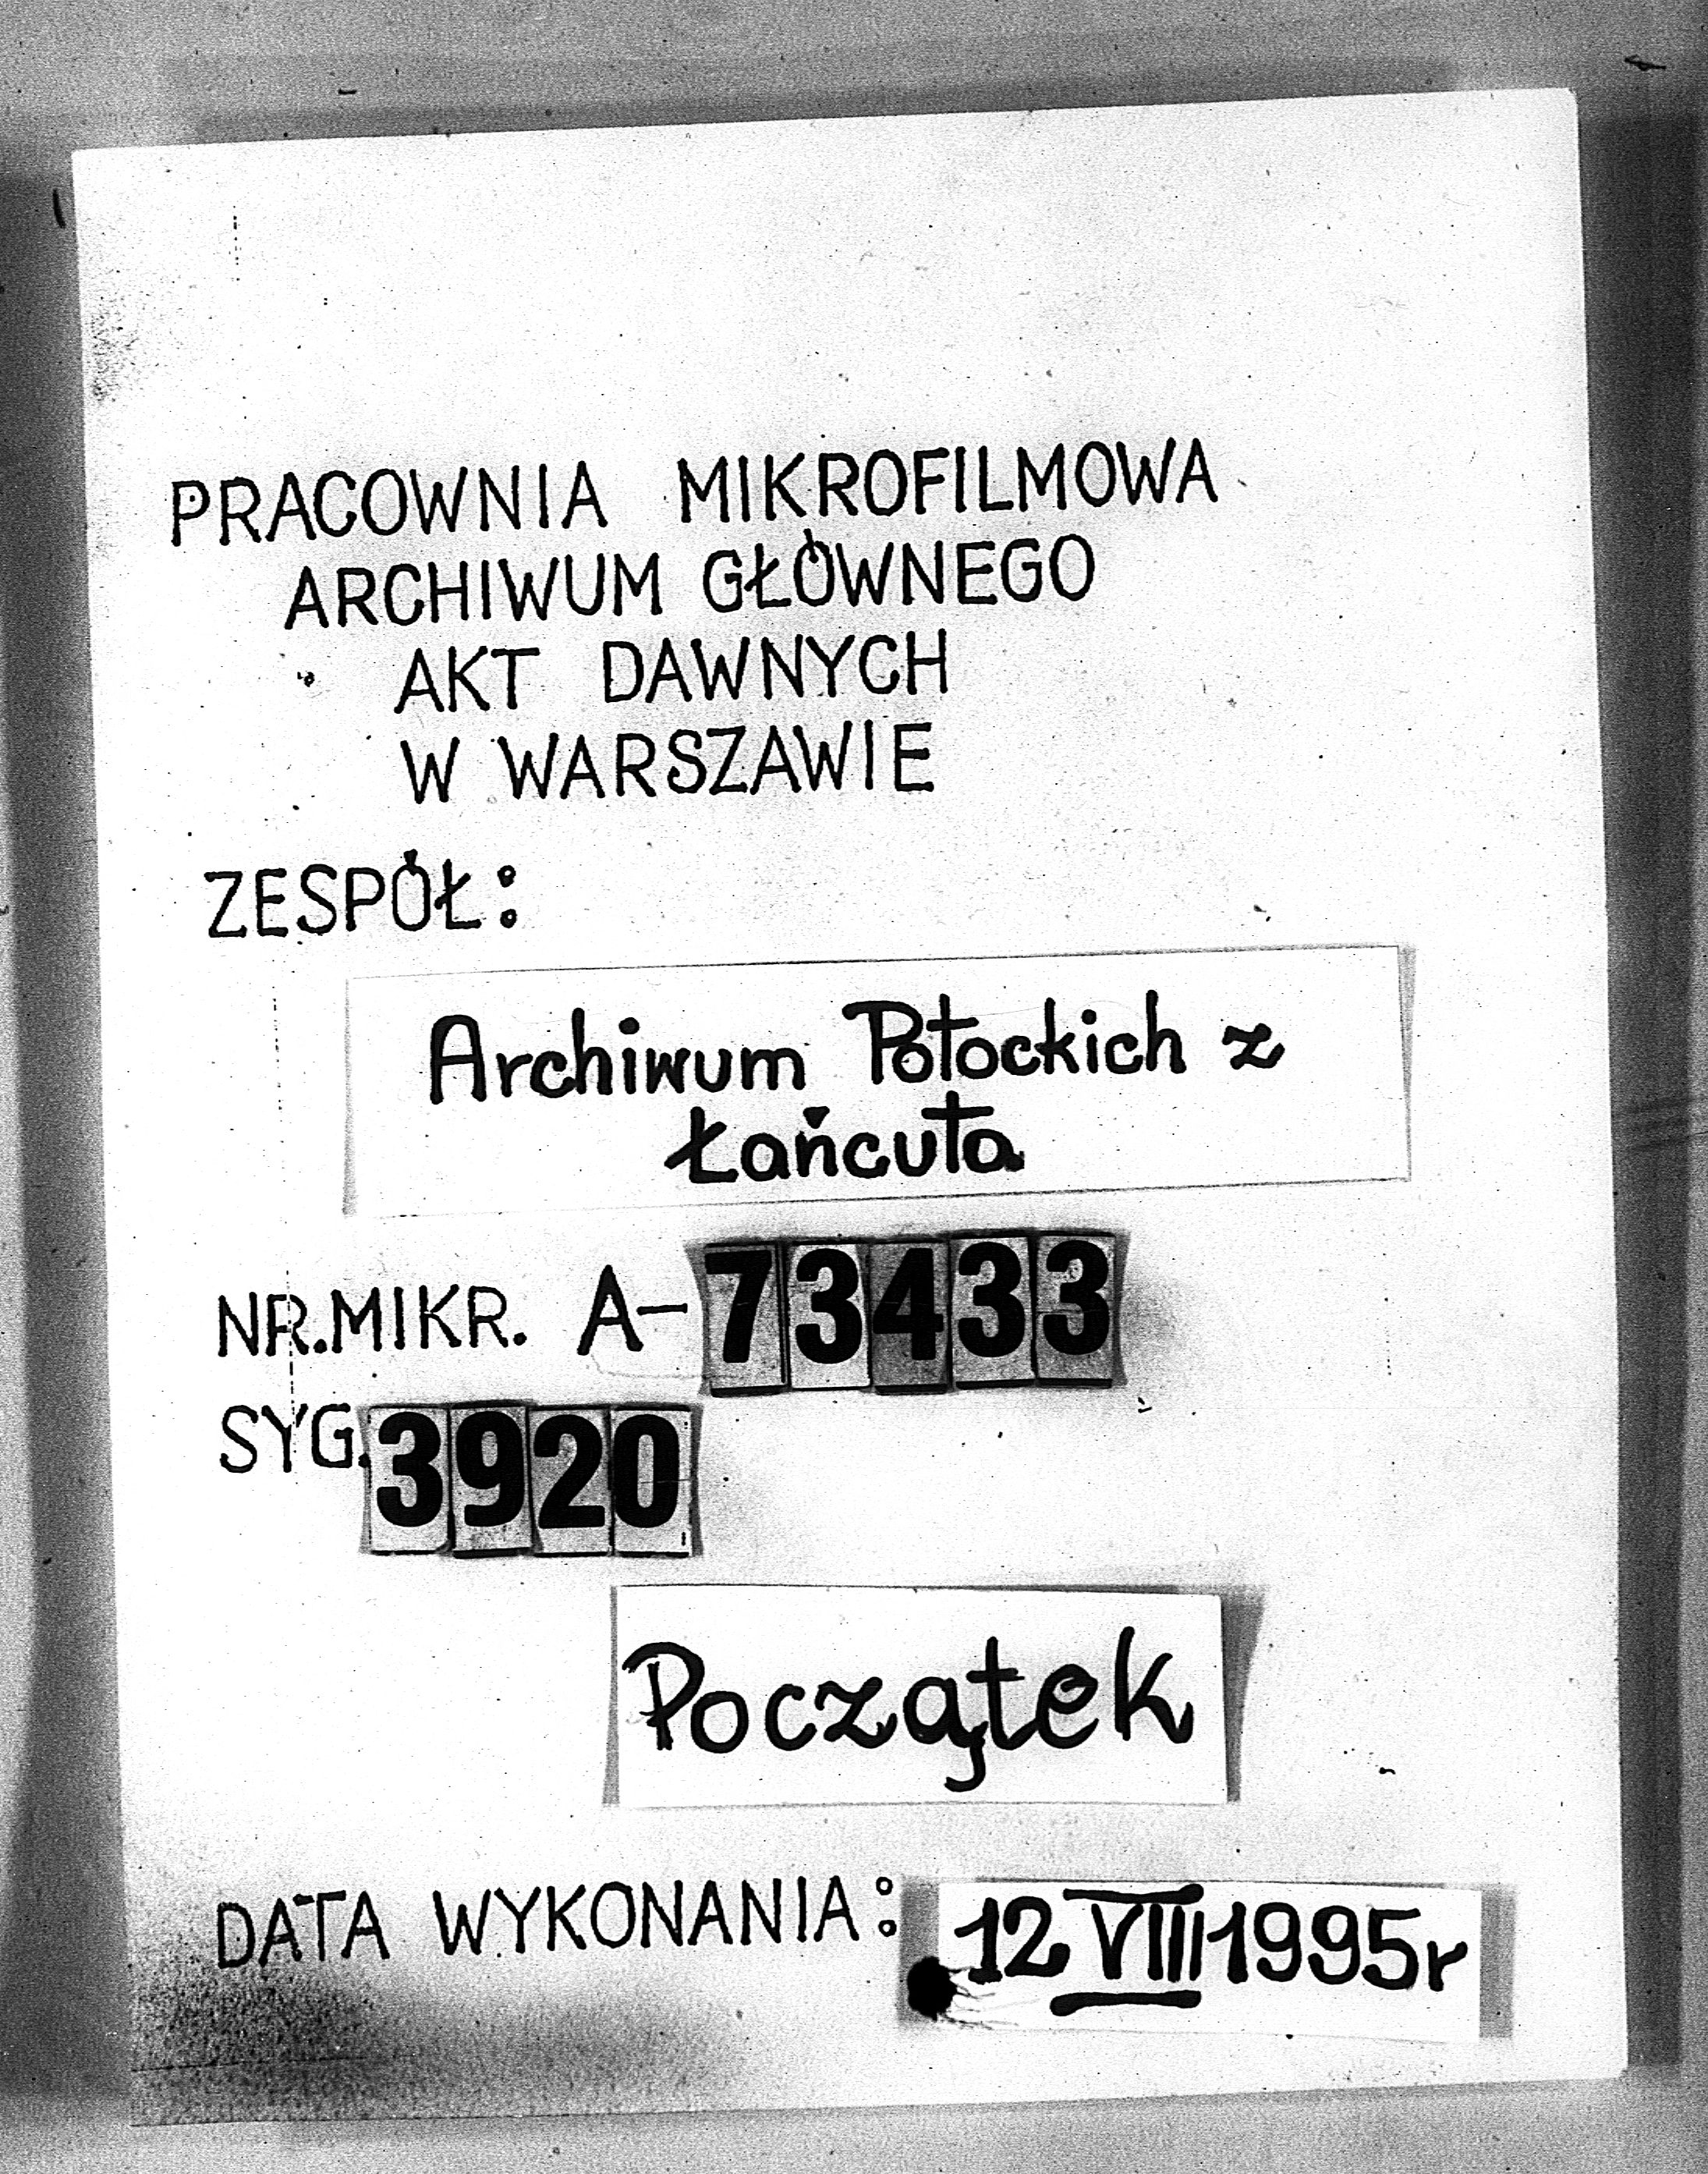 PRACOWNIA MIKROFILMOWA
ARCHIWUM GŁÓWNEGO
AKT DAWNYCH
W WARSZAWIE
ZESPÓŁ:
Archiwum Potockich z
Łańcuta
NR.MIKR. A-73433
SYG.3920
Początek
DATA WYKONANIA: 12 VIII 1995r